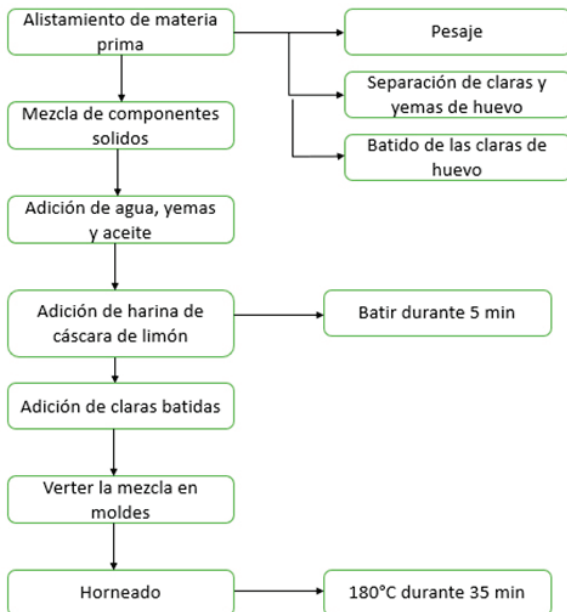 Alistamiento de materia
prima
Pesaje
Separación de claras y
yemas de huevo
Mezcla de componentes
solidos
Batido de las claras de
huevo
Adición de agua, yemas
y aceite
Adición de harina de
cáscara de limón
Batir durante 5 min
Adición de claras batidas
Verter la mezcla en
moldes
Horneado
180°C durante 35 min